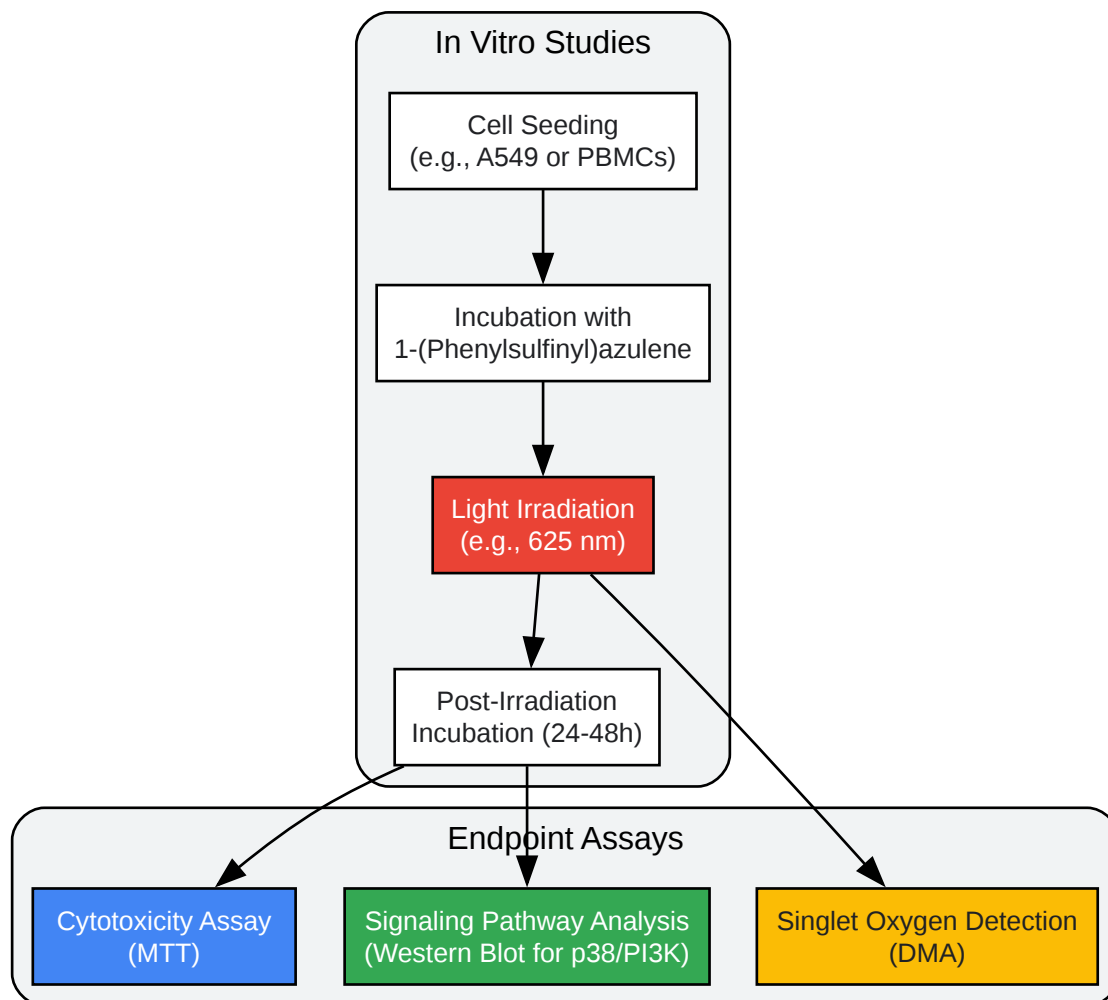 In Vitro Studies
Cell Seeding
(e.g., A549 or PBMCs)
Incubation with
1-(Phenylsulfinyl)azulene
Light Irradiation
(e.g., 625 nm)
Post-Irradiation
Incubation (24-48h)
Endpoint Assays
Cytotoxicity Assay
(MTT)
Signaling Pathway Analysis
(Western Blot for p38/PI3K)
Singlet Oxygen Detection
(DMA)